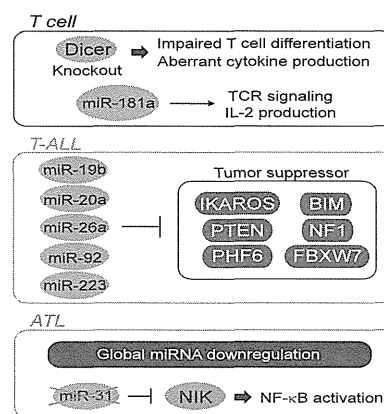 T cell
Dicer
Knockout
Impaired T cell differentiation
Aberrant cytokine production
miR-181a
TCR signaling
IL-2 production
T-ALL
miR-19b
miR-20a
miR-26a
miR-92
miR-223
Tumor suppressor
IKAROS BIM
PTEN NF1
PHF6 FBXW7
ATL
Global miRNA downregulation
miR-31 NIK NF-κB activation